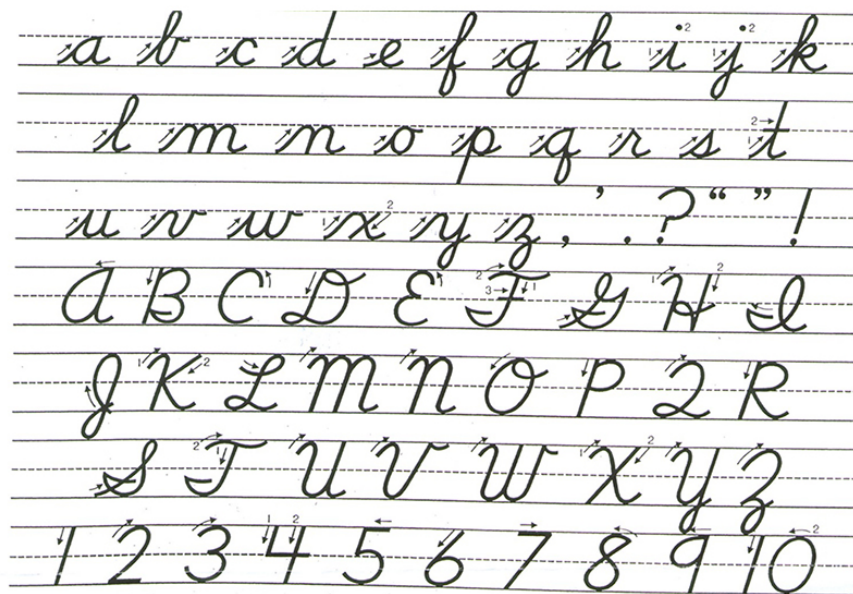 a b c d e f g h i j k
l m n o p q r s t
u v w x y z , ’ . ? “ ” !
A B C D E F G H I
J K L M N O P Q R
S T U V W X Y Z
1 2 3 4 5 6 7 8 9 10